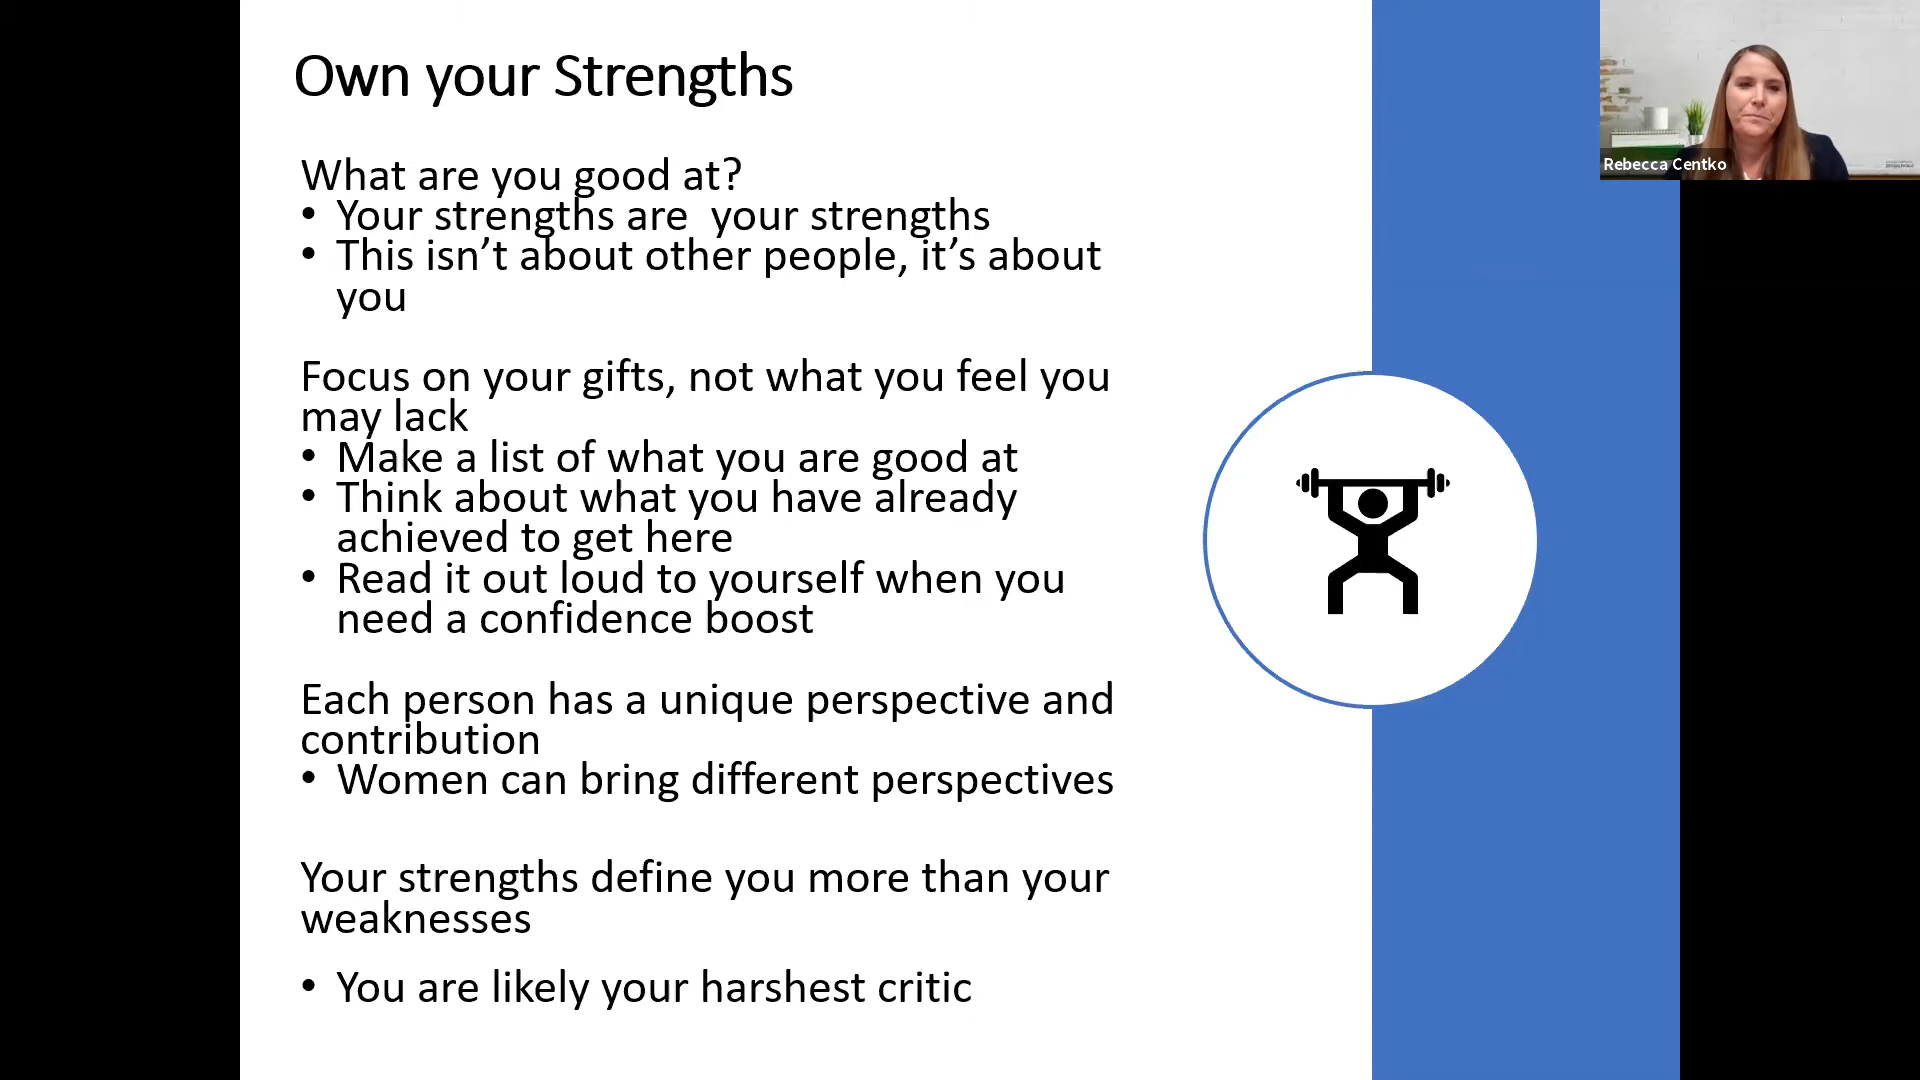 Own your Strengths
What are you good at?
• Your strengths are  your strengths
• This isn’t about other people, it’s about
you
Focus on your gifts, not what you feel you
may lack
• Make a list of what you are good at
• Think about what you have already
achieved to get here
• Read it out loud to yourself when you
need a confidence boost
Each person has a unique perspective and
contribution
• Women can bring different perspectives
Your strengths define you more than your
weaknesses
• You are likely your harshest critic
Rebecca Centko